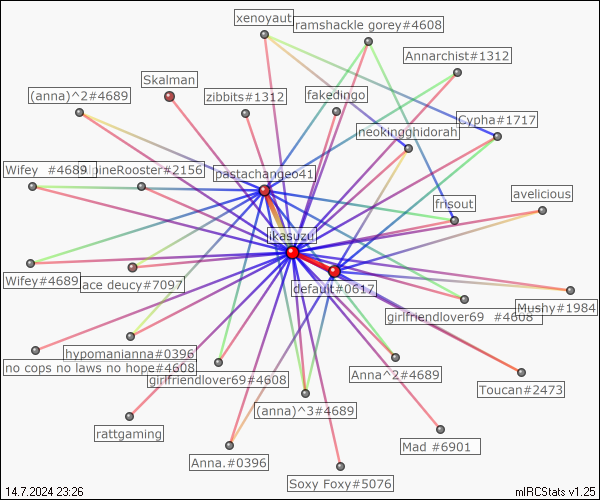 xenoyaut
ramshackle gorey#4608
Annarchist#1312
Skalman
(anna)^2#4689
zibbits#1312
fakedingo
Cypha#1717
neokingghidorah
Wifey #4689
lpineRooster#2156
pastachangeo41
avelicious
frisout
ikasuzu
Wifey#4689
ace deucy#7097
default#0617
girlfriendlover69 #4608
Mushy#1984
hypomanianna#0396
no cops no laws no hope#4608
girlfriendlover69#4608
Anna^2#4689
Toucan#2473
(anna)^3#4689
rattgaming
Mad #6901
Anna.#0396
Soxy Foxy#5076
14.7.2024 23:26
mIRCStats v1.25